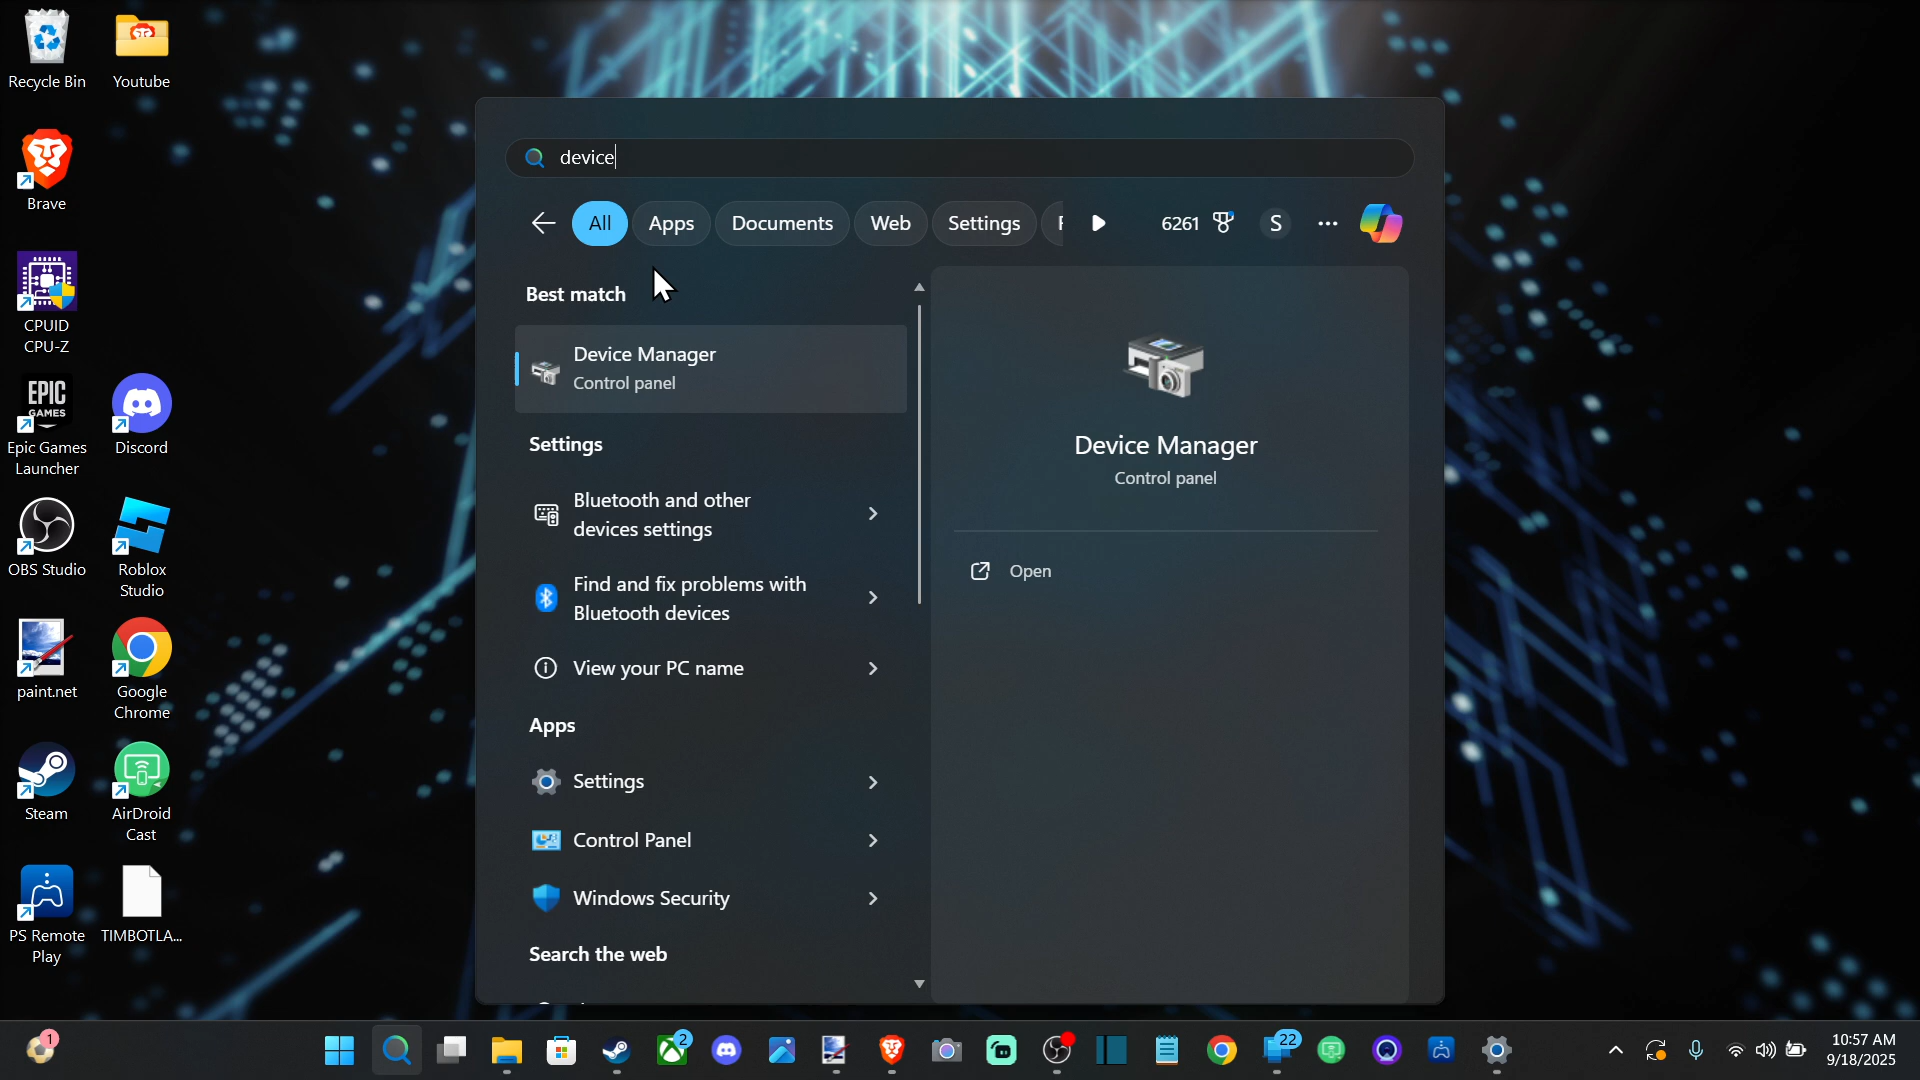 Recycle Bin
Youtube
Brave
CPUID
CPU-Z
EPIC
GAMES
Epic Games
Launcher
Discord
OBS Studio
Roblox
Studio
paint.net
Google
Chrome
Steam
AirDroid
Cast
PS Remote
Play
TIMBOTLA...
device
All
Apps
Documents
Web
Settings
6261
S
Best match
Device Manager
Control panel
Settings
Bluetooth and other
devices settings
Find and fix problems with
Bluetooth devices
View your PC name
Apps
Settings
Control Panel
Windows Security
Search the web
Device Manager
Control panel
Open
1
2
22
10:57 AM
9/18/2025